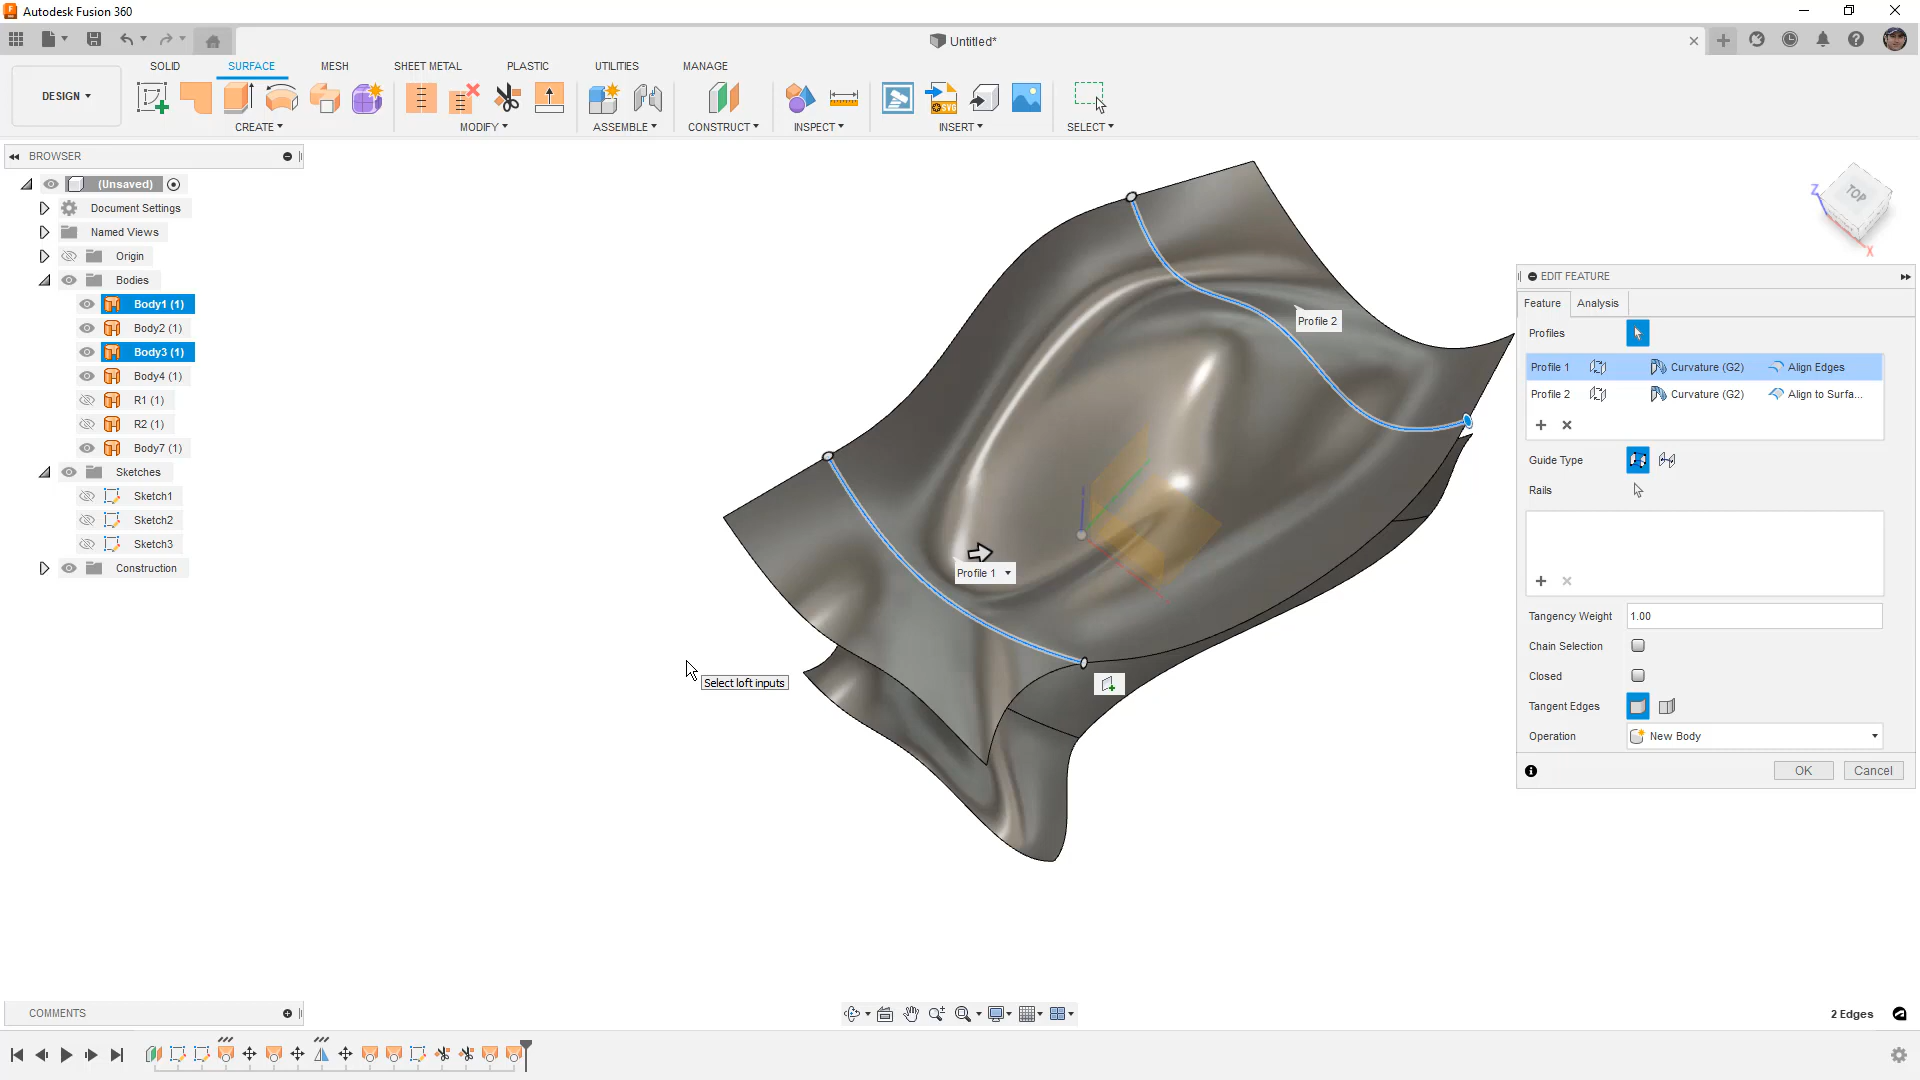 Autodesk Fusion 360
Untitled*
SOLID
SURFACE
MESH
SHEET METAL
PLASTIC
UTILITIES
MANAGE
DESIGN
SVG
CREATE
MODIFY
ASSEMBLE
CONSTRUCT
INSPECT
INSERT
SELECT
BROWSER
(Unsaved)
Document Settings
Named Views
Origin
Bodies
Body1 (1)
Body2 (1)
Body3 (1)
Body4 (1)
R1 (1)
R2 (1)
Body7 (1)
Sketches
Sketch1
Sketch2
Sketch3
Construction
Z
TOP
X
Profile 2
Profile 1
Select loft inputs
EDIT FEATURE
Feature
Analysis
Profiles
Profile 1
Curvature (G2)
Align Edges
Profile 2
Curvature (G2)
Align to Surfa...
Guide Type
Rails
Tangency Weight
1.00
Chain Selection
Closed
Tangent Edges
Operation
New Body
OK
Cancel
COMMENTS
2 Edges